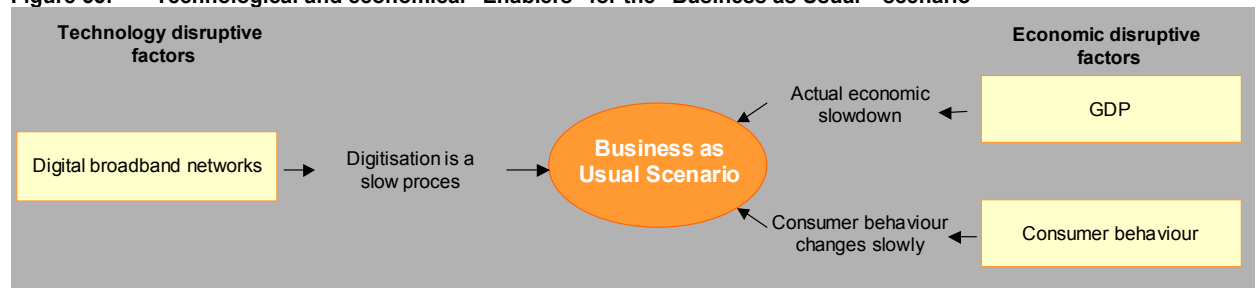 Technological and economical "Enablers" for the "Business as Usual" scenario
Technology disruptive
factors
Economic disruptive
factors
Digital broadband networks
Digitisation is a
slow proces
Business as
Usual Scenario
Actual economic
slowdown
GDP
Consumer behaviour
changes slowly
Consumer behaviour